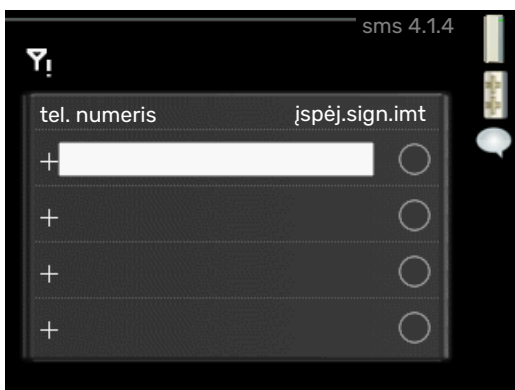 sms 4.1.4
tel. numeris įspėj.sign.imt
+
+
+
+